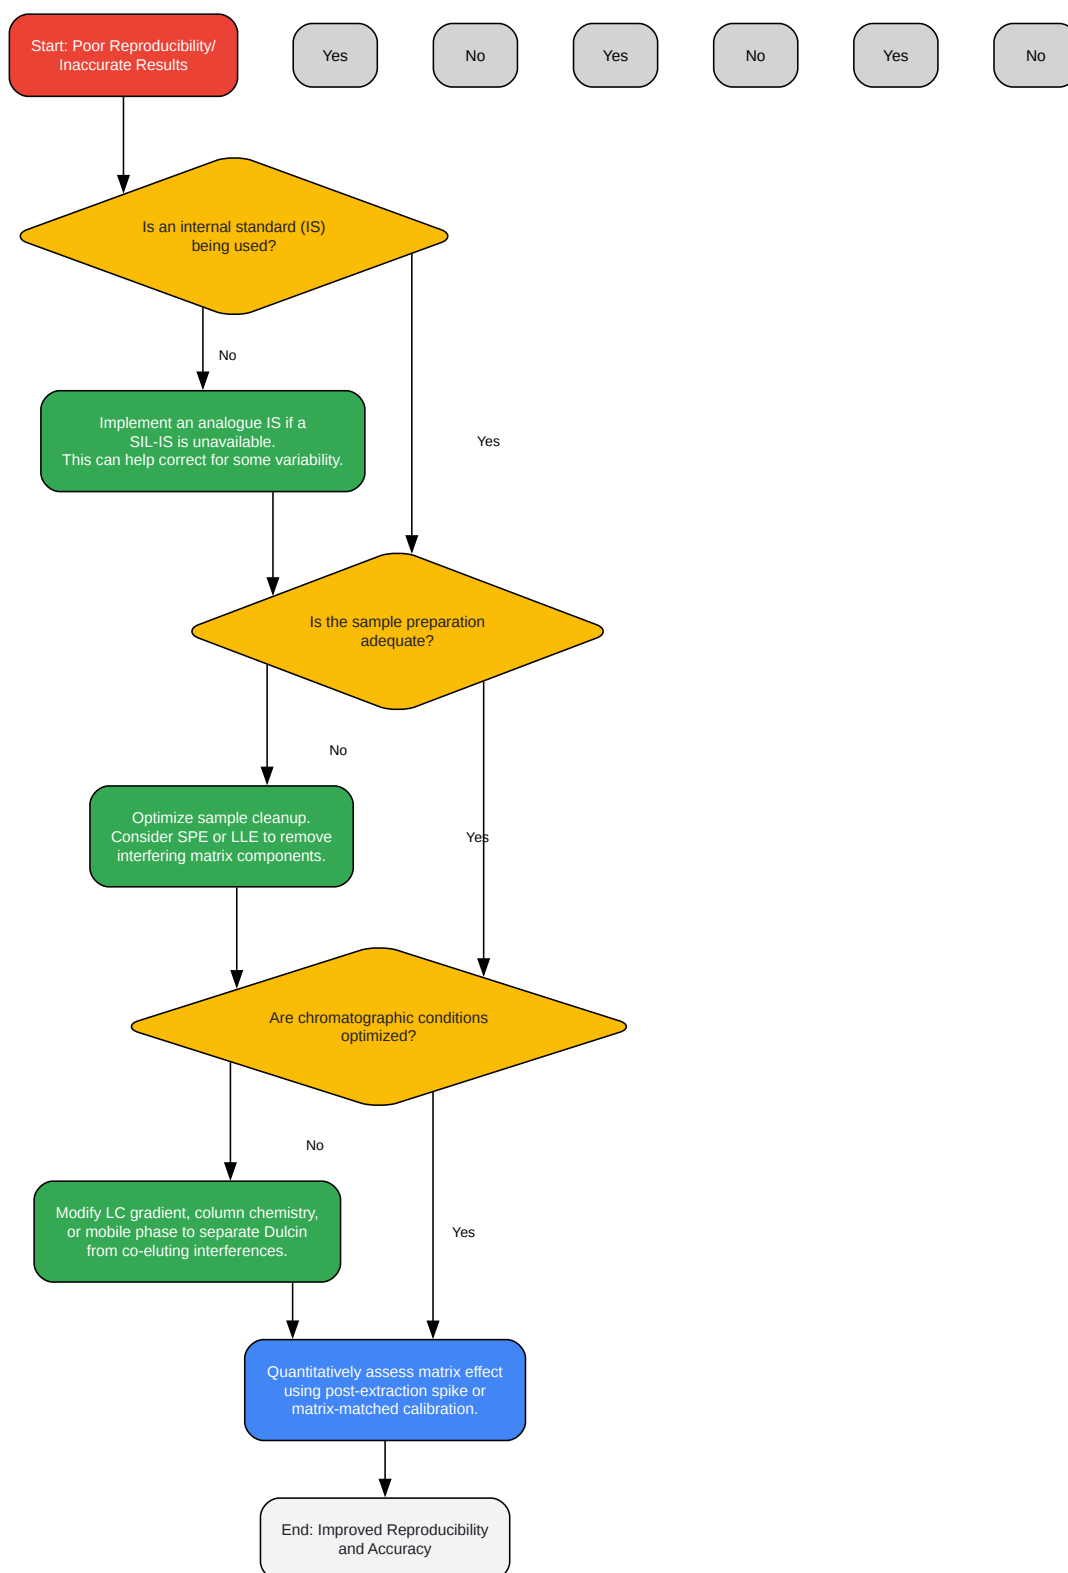 Start: Poor Reproducibility/
Inaccurate Results
Yes
No
Yes
No
Yes
No
Is an internal standard (IS)
being used?
No
Implement an analogue IS if a
SIL-IS is unavailable.
This can help correct for some variability.
Yes
Is the sample preparation
adequate?
No
Optimize sample cleanup.
Consider SPE or LLE to remove
interfering matrix components.
Yes
Are chromatographic conditions
optimized?
No
Modify LC gradient, column chemistry,
or mobile phase to separate Dulcin
from co-eluting interferences.
Yes
Quantitatively assess matrix effect
using post-extraction spike or
matrix-matched calibration.
End: Improved Reproducibility
and Accuracy